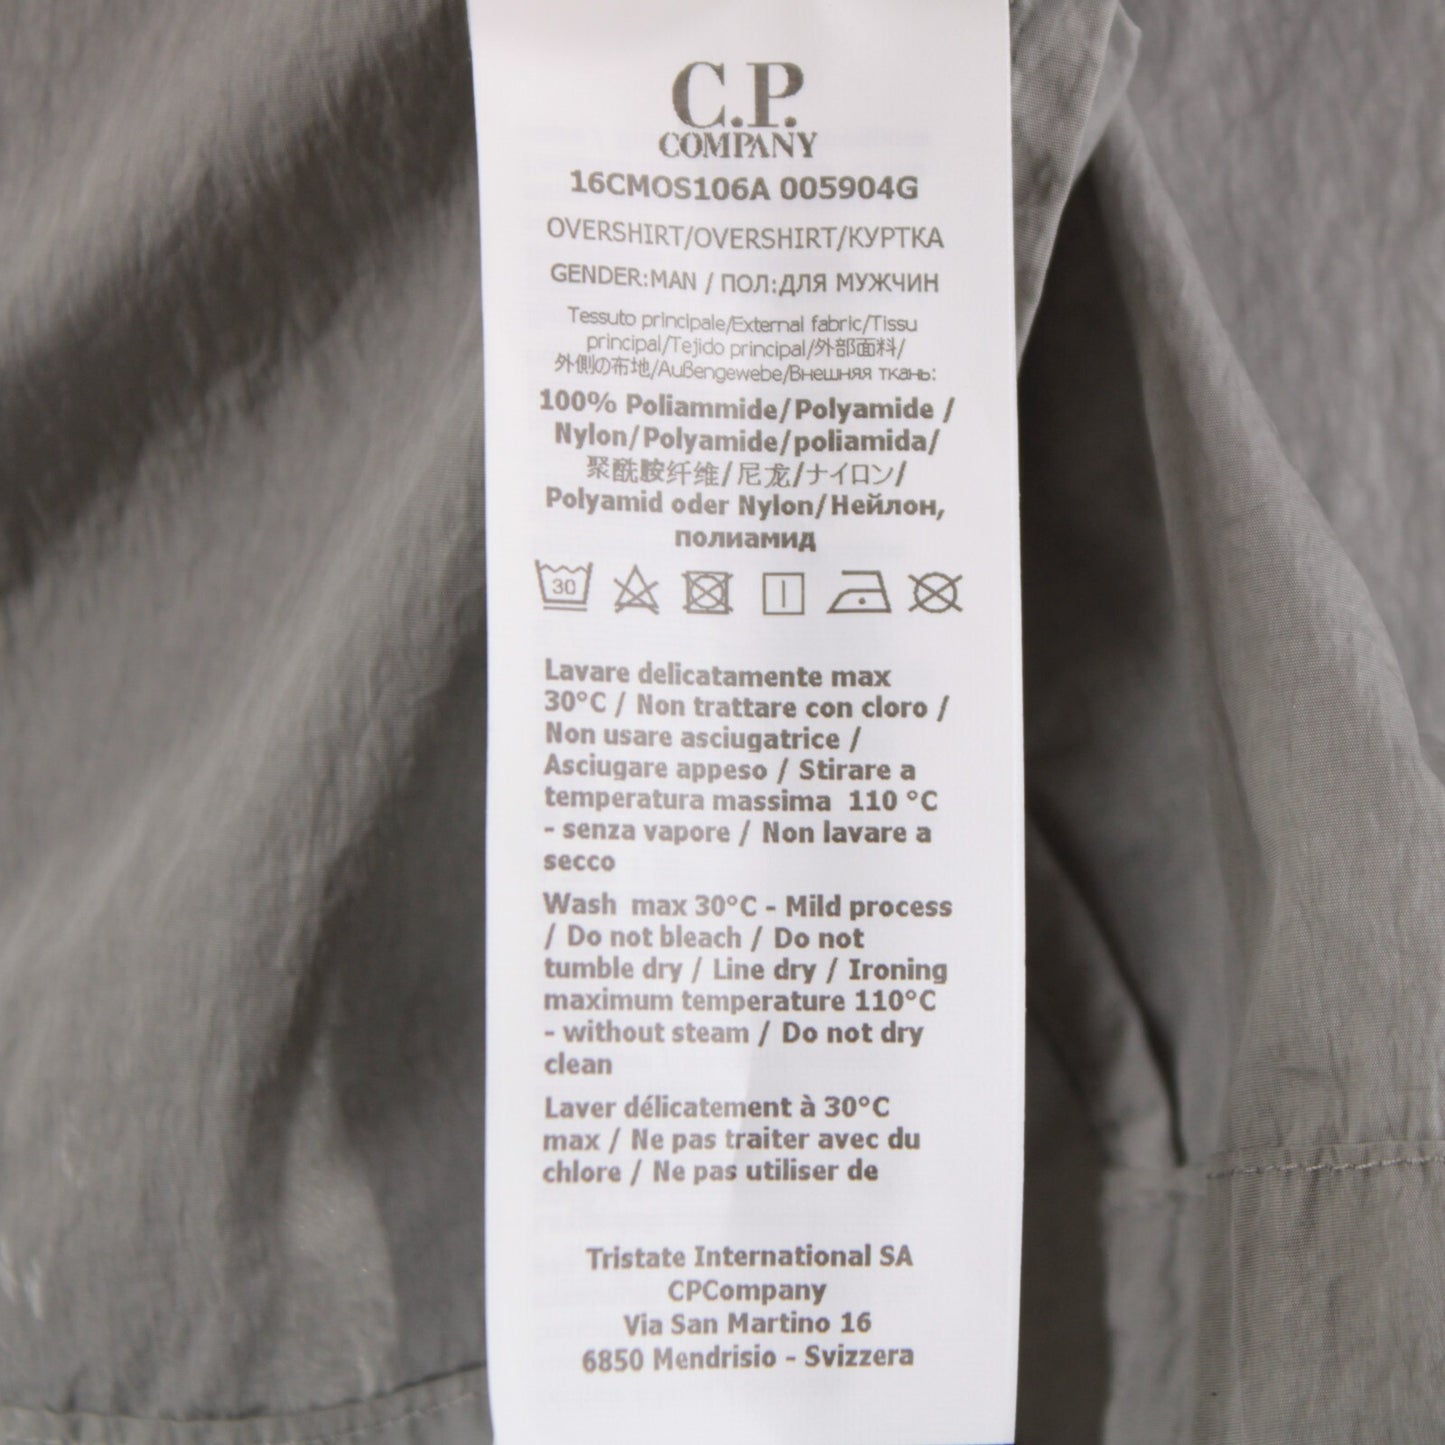 C.P.
COMPANY
16CMOS106A 005904G
OVERSHIRT/OVERSHIRT/КУРТКА
GENDER:MAN / ПОЛ:ДЛЯ МУЖЧИН
Tessuto principale/External fabric/Tissu
principal/Tejido principal/外部面料/
外側の布地/Außengewebe/Внешняя ткань:
100% Poliammide/Polyamide /
Nylon/Polyamide/poliamida/
聚酰胺纤维/尼龙/ナイロン/
Polyamid oder Nylon/Нейлон,
полиамид
30
Lavare delicatamente max
30°C / Non trattare con cloro /
Non usare asciugatrice /
Asciugare appeso / Stirare a
temperatura massima 110 °C
- senza vapore / Non lavare a
secco
Wash max 30°C - Mild process
/ Do not bleach / Do not
tumble dry / Line dry / Ironing
maximum temperature 110°C
- without steam / Do not dry
clean
Laver délicatement à 30°C
max / Ne pas traiter avec du
chlore / Ne pas utiliser de
Tristate International SA
CPCompany
Via San Martino 16
6850 Mendrisio - Svizzera